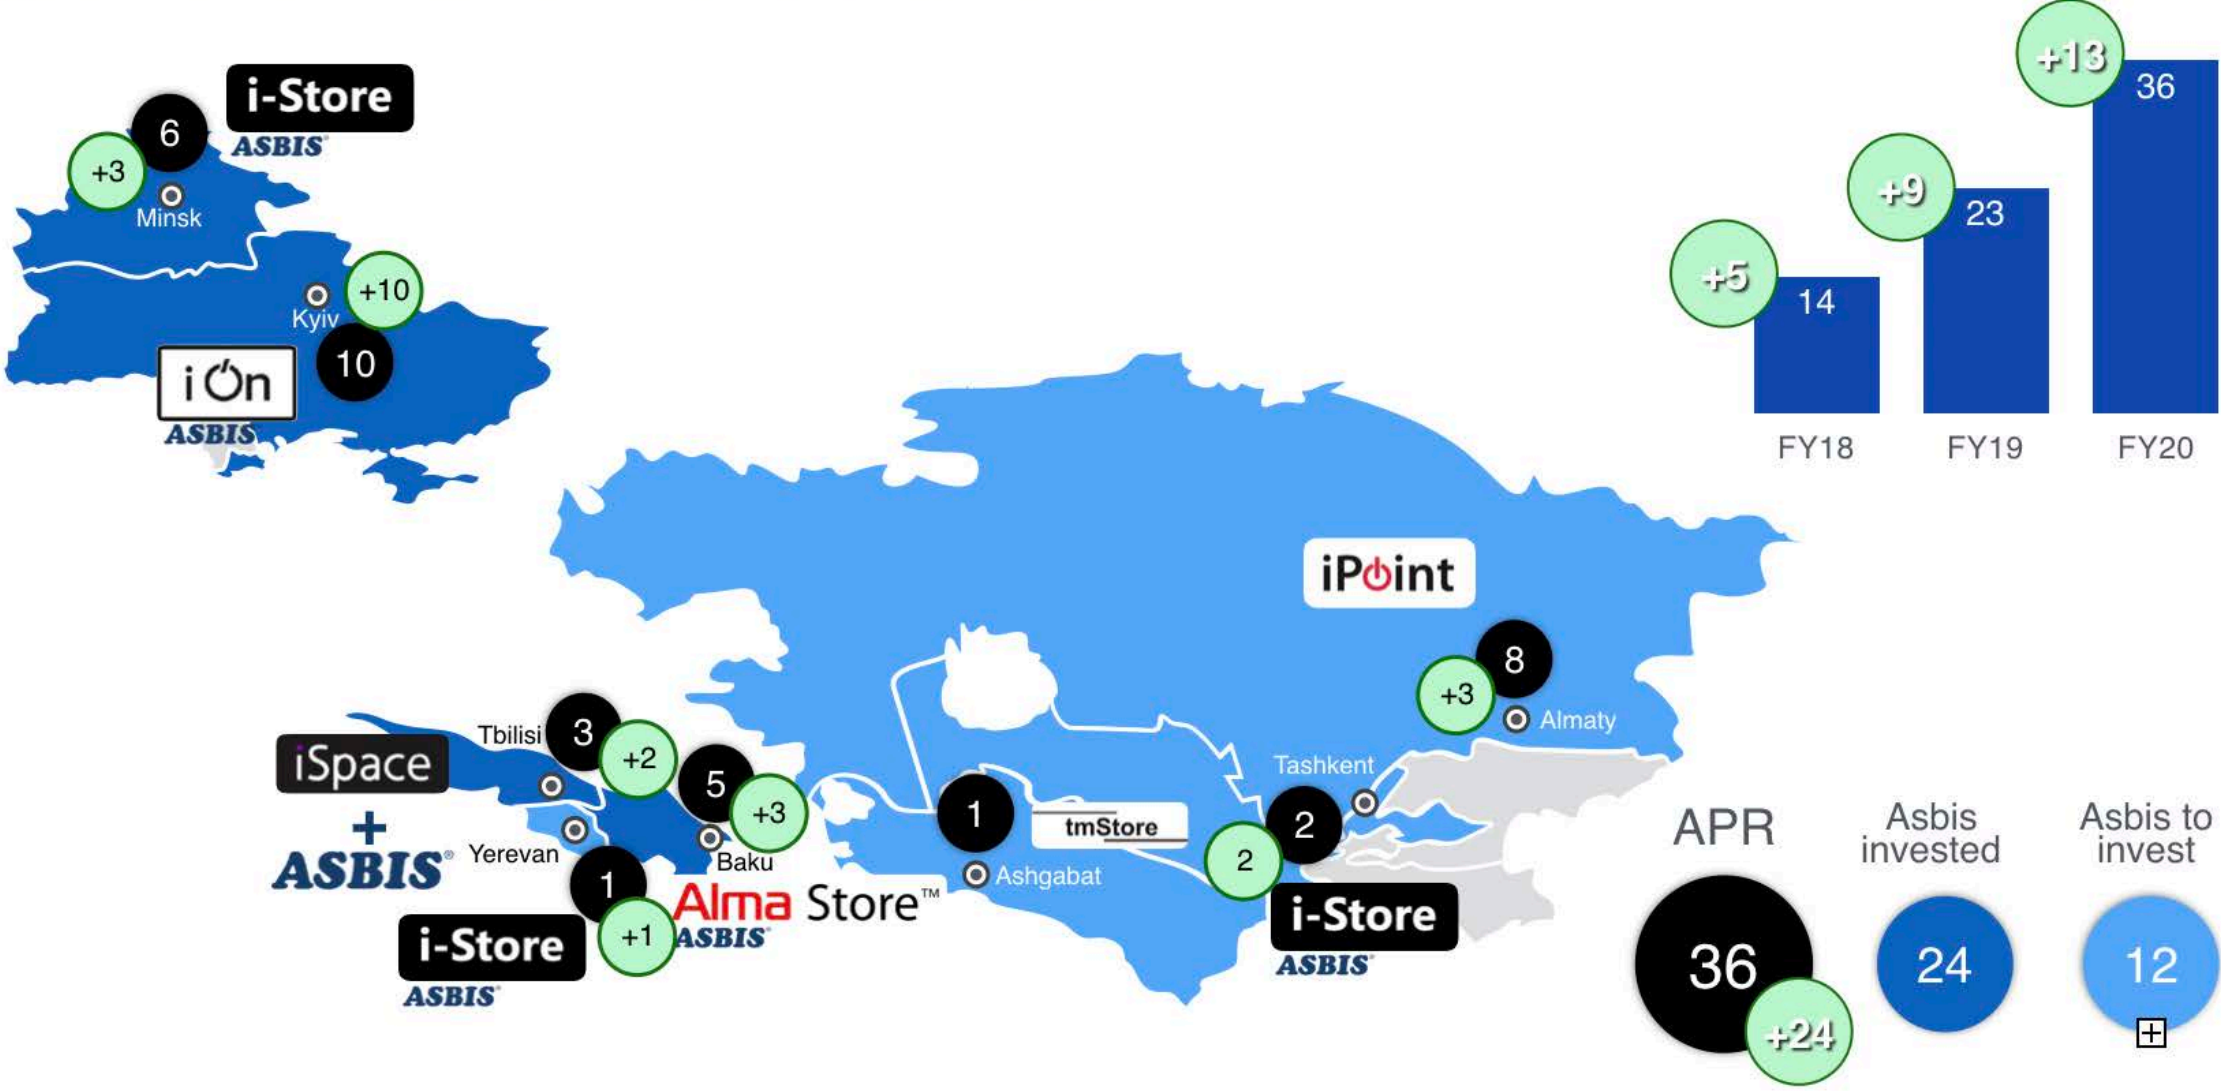 i-Store
ASBIS®
6
+3
Minsk
Kyiv
+10
10
iOn
ASBIS
+13
36
+9
23
+5
14
FY18
FY19
FY20
iPoint
8
+3
Almaty
Tbilisi
3
+2
iSpace
+
ASBIS®
5
+3
Baku
Yerevan
1
+1
i-Store
ASBIS®
Alma Store™
ASBIS®
1
tmStore
Ashgabat
Tashkent
2
2
i-Store
ASBIS®
APR
36
+24
Asbis
invested
24
Asbis to
invest
12